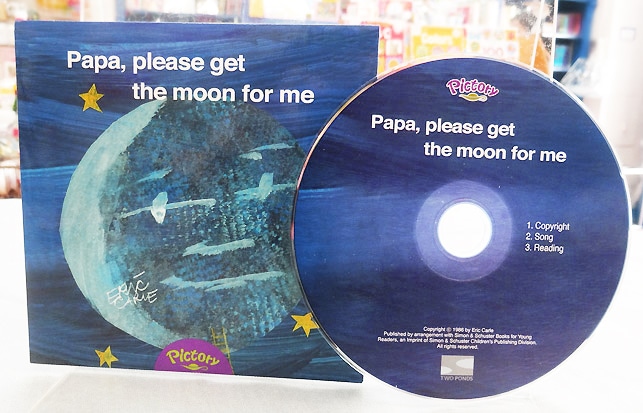 Papa, please get
the moon for me
ERIC
CARLE
Pictory
Pictory
Papa, please get
the moon for me
1. Copyright
2. Song
3. Reading
Copyright ⓒ 1986 by Eric Carle
Published by arrangement with Simon & Schuster Books for Young
Readers, an Imprint of Simon & Schuster Children's Publishing Division.
All rights reserved.
TWO PONDS